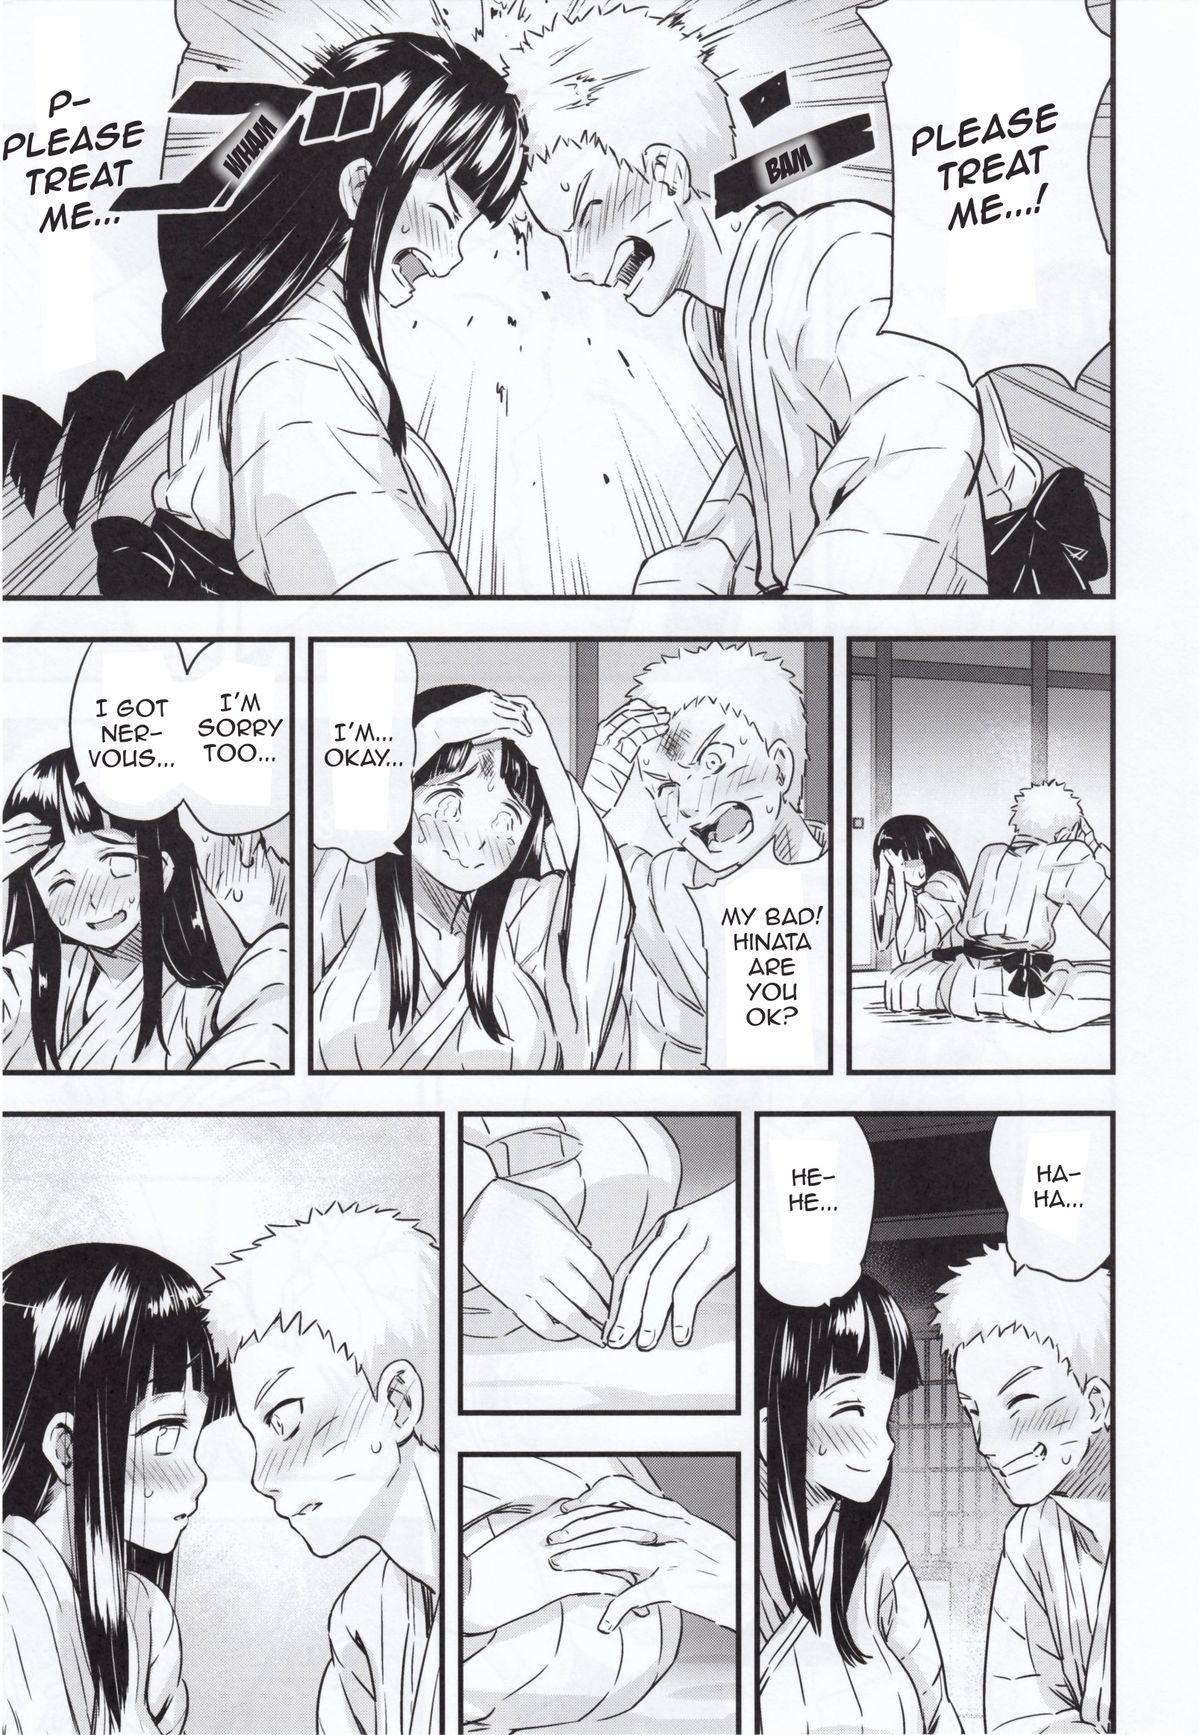 PLEASE
TREAT
ME...!
BAM
WHAM
P-
PLEASE
TREAT
ME...
MY BAD!
HINATA
ARE
YOU
OK?
I'M...
OKAY...
I'M
SORRY
TOO...
I GOT
NER-
VOUS...
HA-
HA...
HE-
HE...